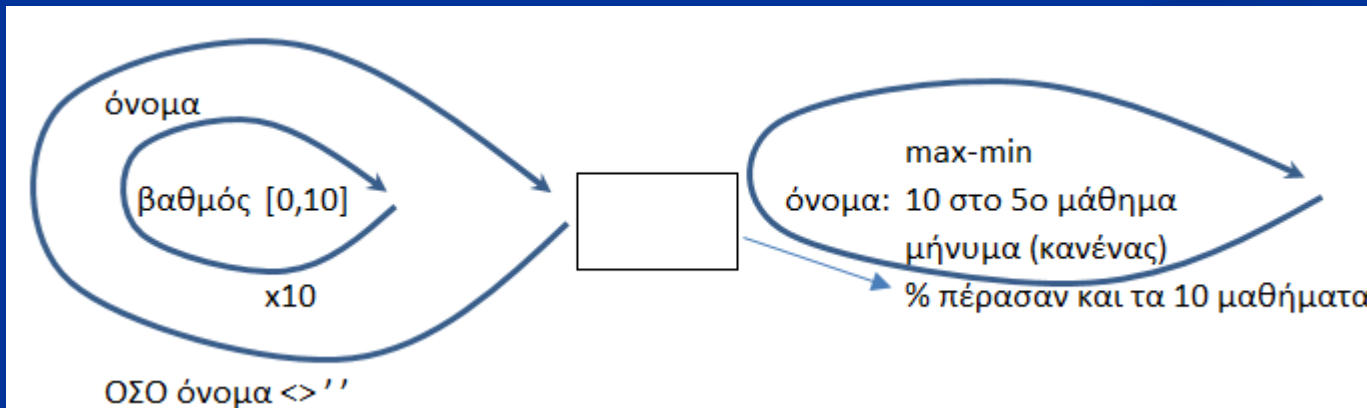 όνομα
βαθμός [0,10]
x10
ΟΣΟ όνομα <> ’ ’
max-min
όνομα: 10 στο 5ο μάθημα
μήνυμα (κανένας)
% πέρασαν και τα 10 μαθήματα